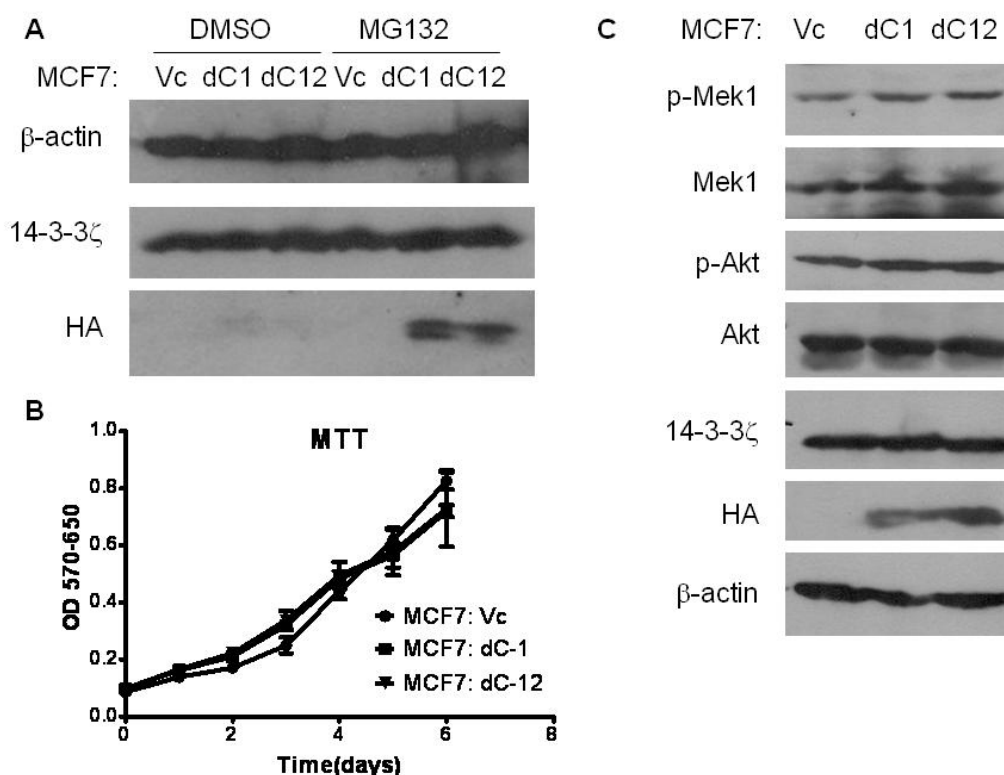 A
DMSO MG132
MCF7: Vc dC1 dC12 Vc dC1 dC12
β-actin
14-3-3ζ
HA
B
MTT
OD 570-650
1.0
0.8
0.6
0.4
0.2
0.0
0 2 4 6 8
Time(days)
MCF7: Vc
MCF7: dC-1
MCF7: dC-12
C
MCF7: Vc dC1 dC12
p-Mek1
Mek1
p-Akt
Akt
14-3-3ζ
HA
β-actin